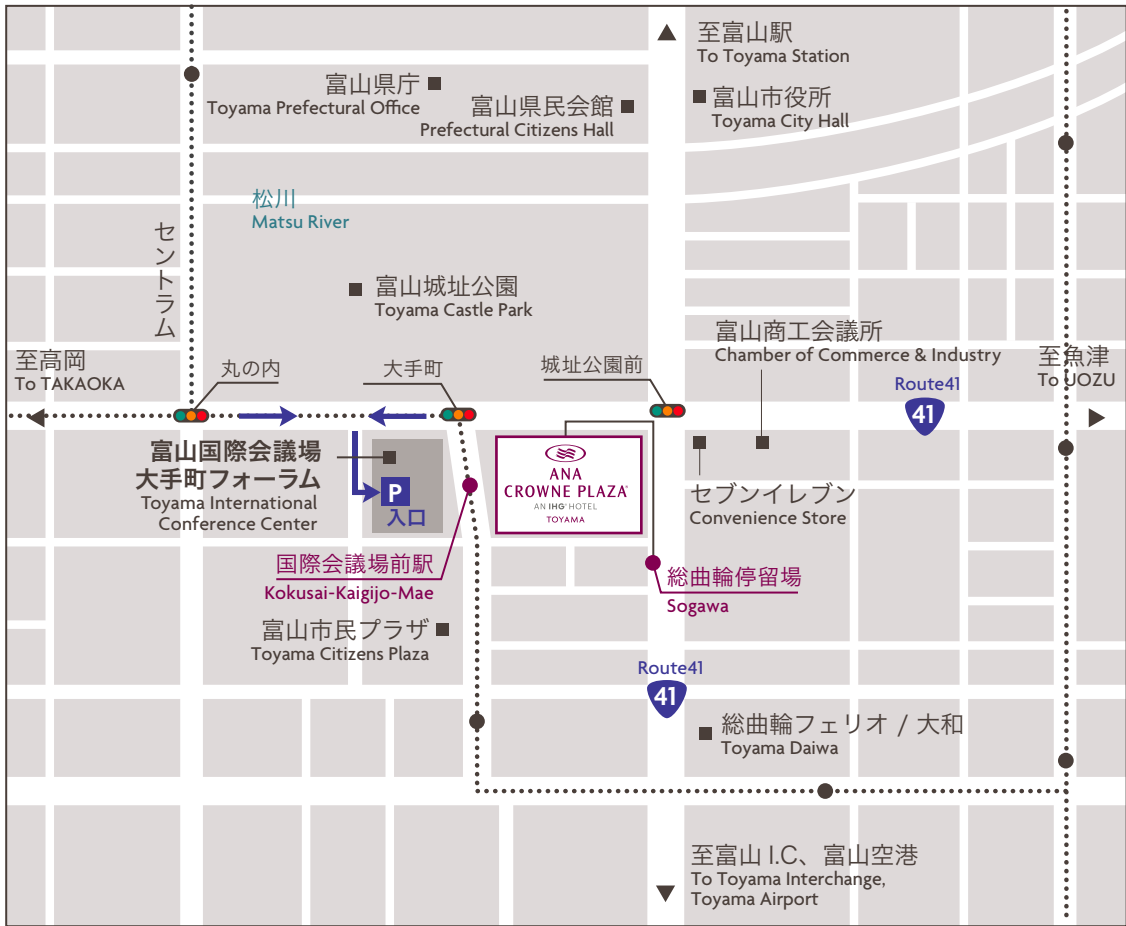 至富山駅
To Toyama Station
富山県庁
Toyama Prefectural Office
富山県民会館
Prefectural Citizens Hall
富山市役所
Toyama City Hall
松川
Matsu River
セントラム
富山城址公園
Toyama Castle Park
富山商工会議所
Chamber of Commerce & Industry
至高岡
To TAKAOKA
丸の内
大手町
城址公園前
至魚津
To UOZU
Route41
41
富山国際会議場
大手町フォーラム
Toyama International
Conference Center
P
入口
ANA
CROWNE PLAZA
AN IHG HOTEL
TOYAMA
セブンイレブン
Convenience Store
国際会議場前駅
Kokusai-Kaigijo-Mae
総曲輪停留場
Sogawa
富山市民プラザ
Toyama Citizens Plaza
Route41
41
総曲輪フェリオ / 大和
Toyama Daiwa
至富山 I.C、富山空港
To Toyama Interchange,
Toyama Airport